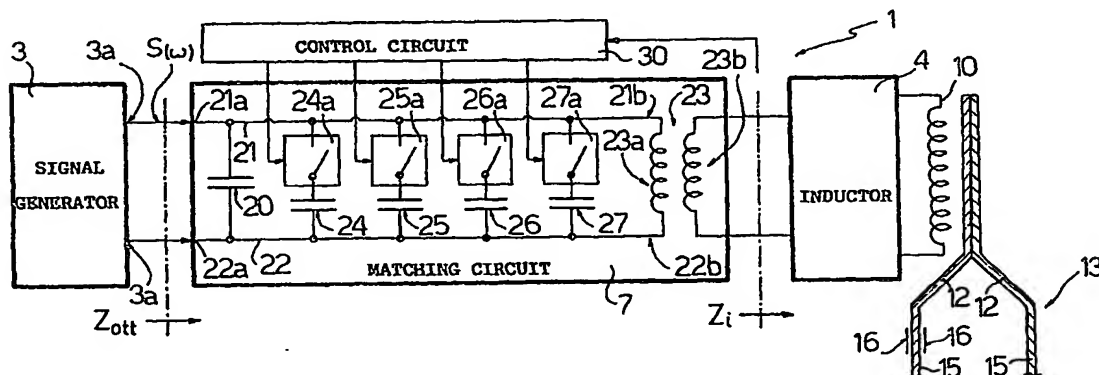 3
3a
S(ω)
CONTROL CIRCUIT
30
1
23b
4
10
21a
24a
25a
26a
27a
21b
23
21
23a
SIGNAL
GENERATOR
20
24
25
26
27
INDUCTOR
22a
22
MATCHING CIRCUIT
22b
3a
7
Zott
Zi
12
12
13
16
16
15
15